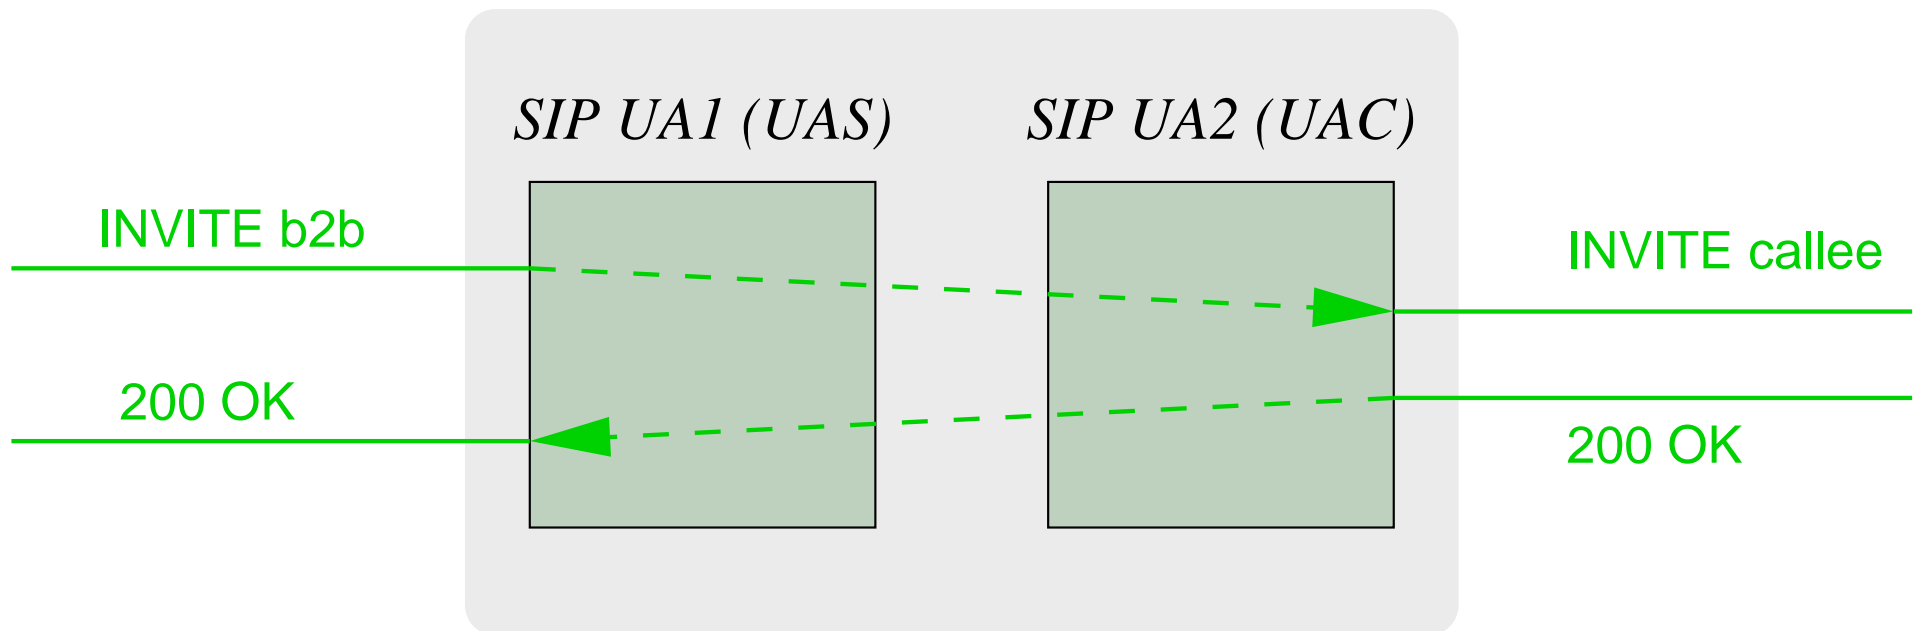 SIP UA1 (UAS)
SIP UA2 (UAC)
INVITE b2b
INVITE callee
200 OK
200 OK